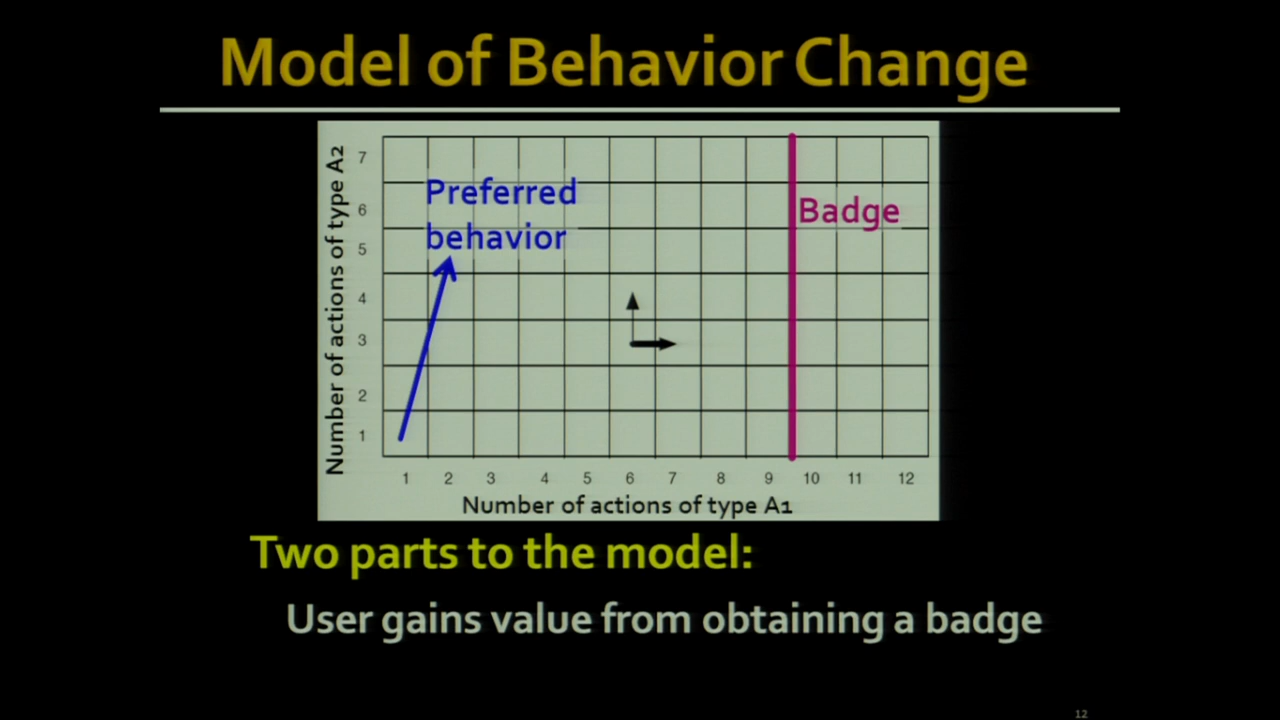 Model of Behavior Change
Number of actions of type A2
7
6
5
4
3
2
1
Preferred
behavior
Badge
1 2 3 4 5 6 7 8 9 10 11 12
Number of actions of type A1
Two parts to the model:
User gains value from obtaining a badge
12